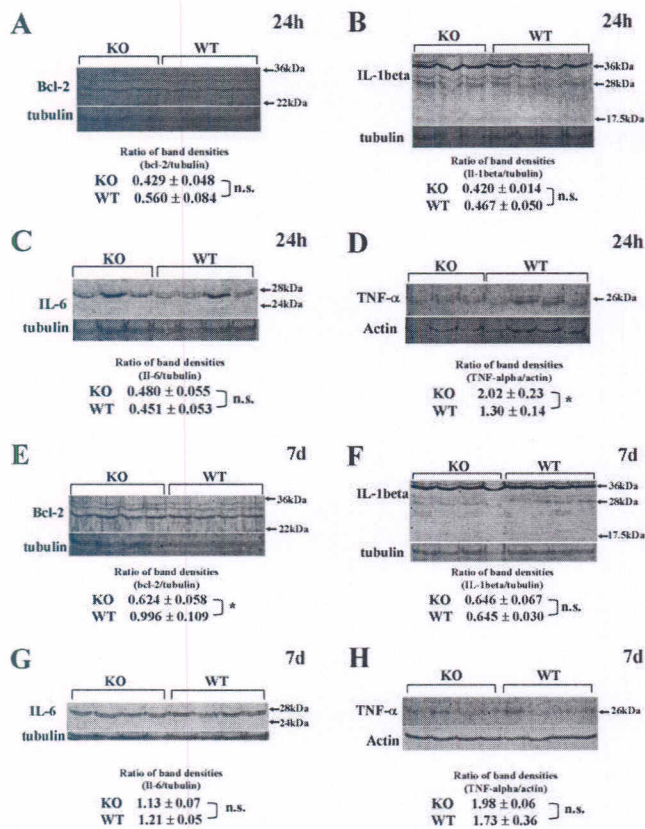 A 24h
KO WT
Bcl-2
36kDa
22kDa
tubulin
Ratio of band densities
(bcl-2/tubulin)
KO 0.429 ± 0.048
WT 0.560 ± 0.084
n.s.
B 24h
KO WT
IL-1beta
36kDa
28kDa
17.5kDa
tubulin
Ratio of band densities
(Il-1beta/tubulin)
KO 0.420 ± 0.014
WT 0.467 ± 0.050
n.s.
C 24h
KO WT
IL-6
28kDa
24kDa
tubulin
Ratio of band densities
(Il-6/tubulin)
KO 0.480 ± 0.055
WT 0.451 ± 0.053
n.s.
D 24h
KO WT
TNF-α
26kDa
Actin
Ratio of band densities
(TNF-alpha/actin)
KO 2.02 ± 0.23
WT 1.30 ± 0.14
*
E 7d
KO WT
Bcl-2
36kDa
22kDa
tubulin
Ratio of band densities
(bcl-2/tubulin)
KO 0.624 ± 0.058
WT 0.996 ± 0.109
*
F 7d
KO WT
IL-1beta
36kDa
28kDa
17.5kDa
tubulin
Ratio of band densities
(IL-1beta/tubulin)
KO 0.646 ± 0.067
WT 0.645 ± 0.030
n.s.
G 7d
KO WT
IL-6
28kDa
24kDa
tubulin
Ratio of band densities
(Il-6/tubulin)
KO 1.13 ± 0.07
WT 1.21 ± 0.05
n.s.
H 7d
KO WT
TNF-α
26kDa
Actin
Ratio of band densities
(TNF-alpha/actin)
KO 1.98 ± 0.06
WT 1.73 ± 0.36
n.s.